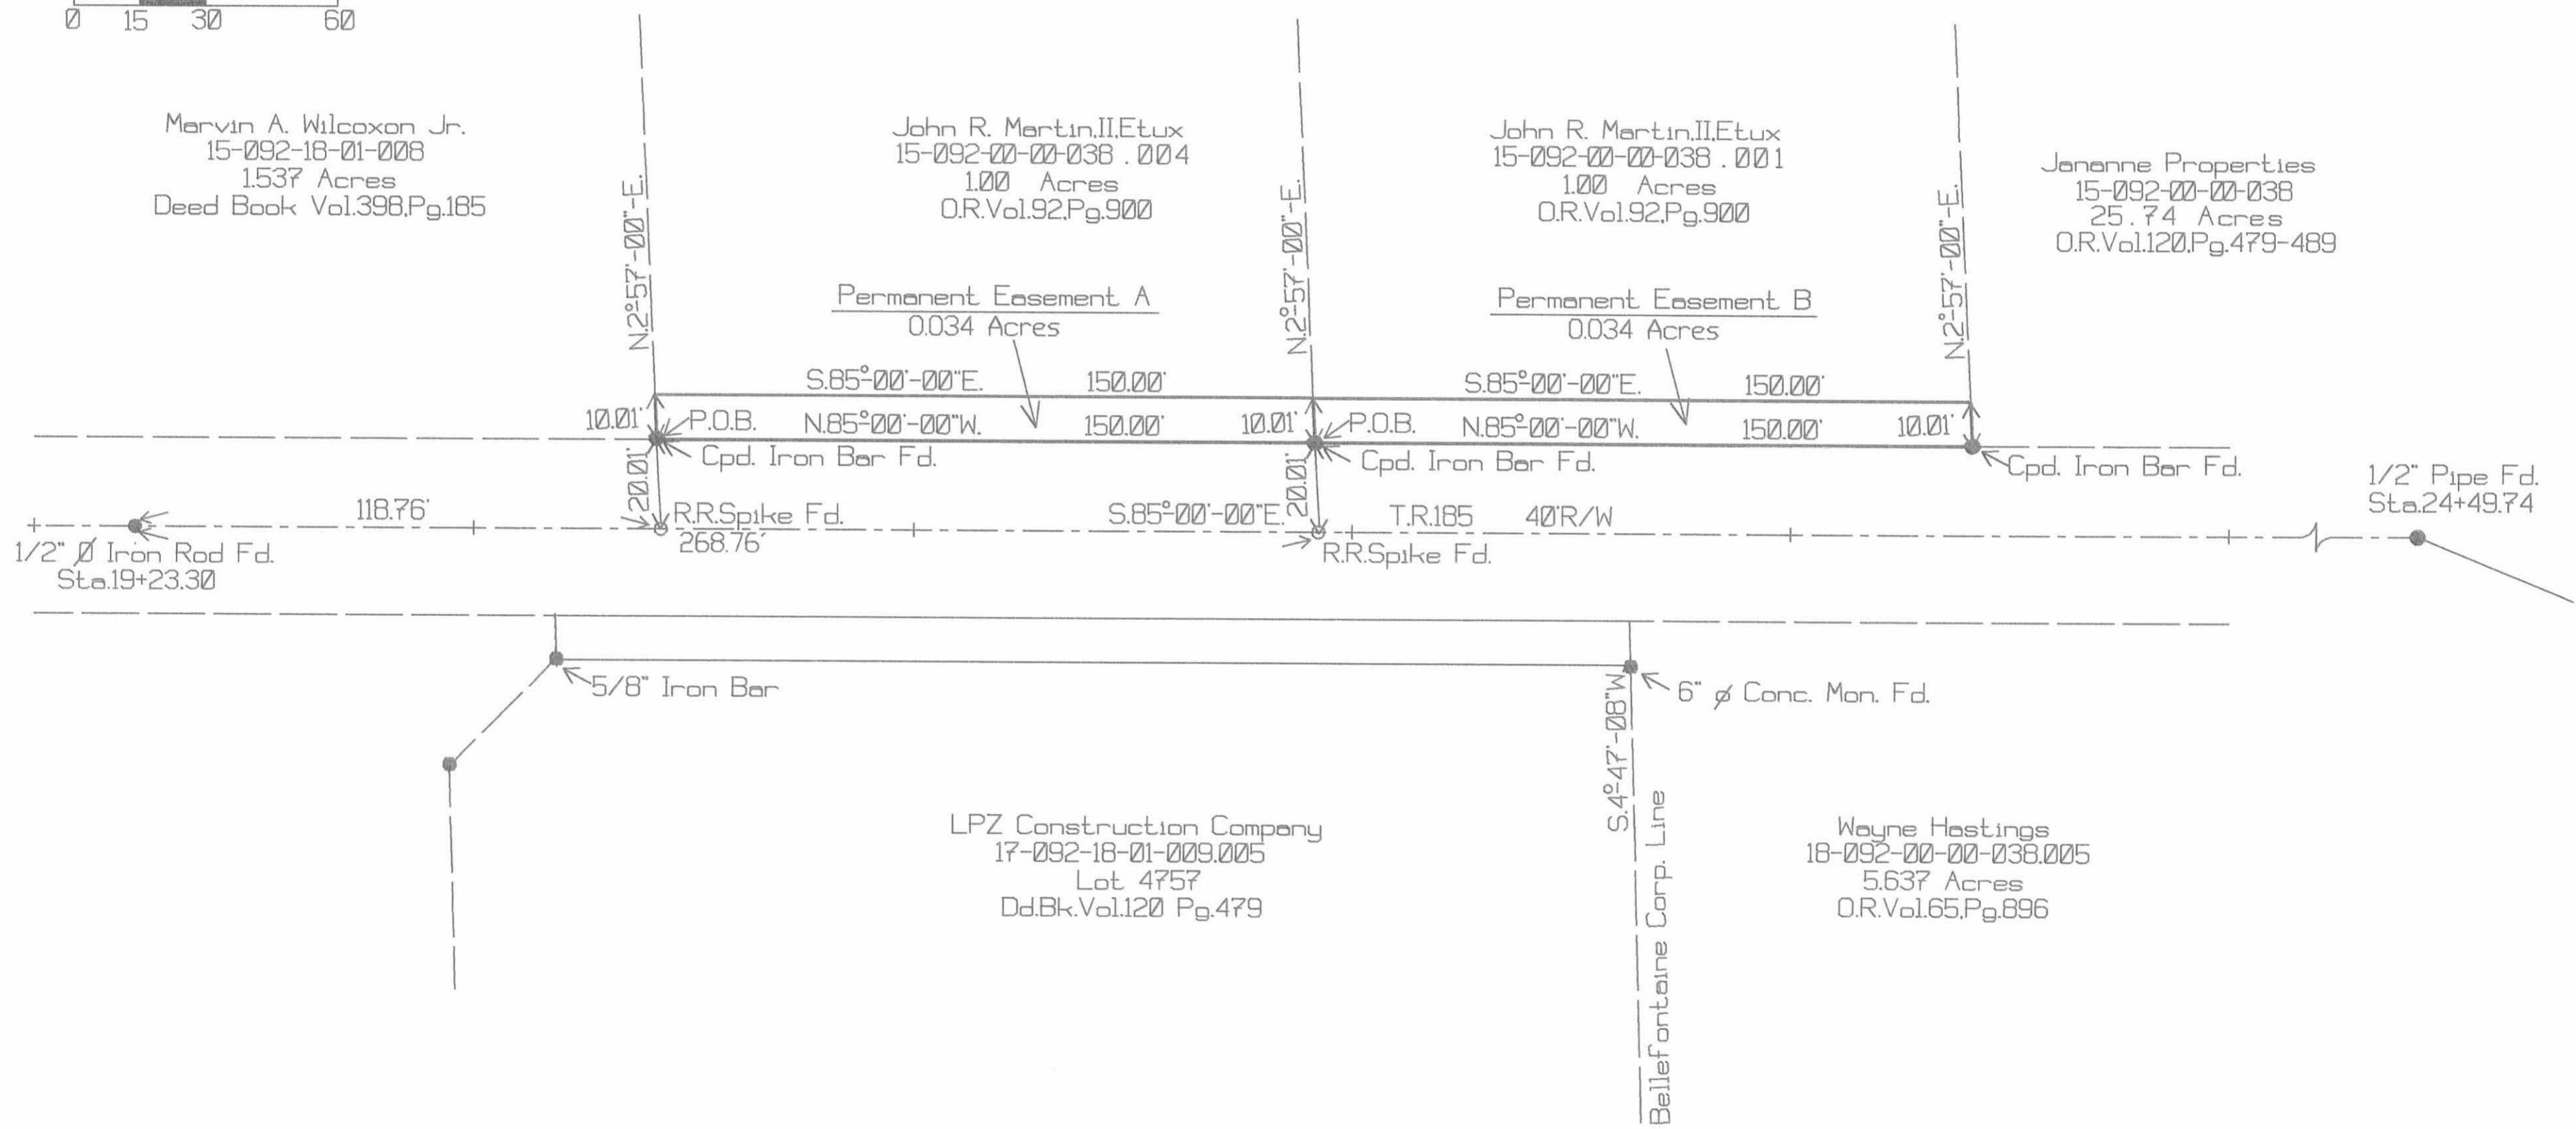 0 15 30 60
Marvin A. Wilcoxon Jr.
15-092-18-01-008
1.537 Acres
Deed Book Vol.398,Pg.185
John R. Martin,II,Etux
15-092-00-00-038 .004
1.00 Acres
O.R.Vol.92,Pg.900
John R. Martin,II,Etux
15-092-00-00-038 .001
1.00 Acres
O.R.Vol.92,Pg.900
Jananne Properties
15-092-00-00-038
25.74 Acres
O.R.Vol.120,Pg.479-489
N.2°-57'-00"-E.
N.2°-57'-00"-E.
N.2°-57'-00"-E.
Permanent Easement A
0.034 Acres
Permanent Easement B
0.034 Acres
S.85°-00'-00"E. 150.00'
S.85°-00'-00"E. 150.00'
10.01' P.O.B. N.85°-00'-00"W. 150.00'
10.01' P.O.B. N.85°-00'-00"W. 150.00' 10.01'
Cpd. Iron Bar Fd.
Cpd. Iron Bar Fd.
Cpd. Iron Bar Fd.
20.01'
20.01'
1/2" Pipe Fd.
Sta.24+49.74
118.76'
R.R.Spike Fd.
268.76'
S.85°-00'-00"E.
T.R.185 40'R/W
R.R.Spike Fd.
1/2" Ø Iron Rod Fd.
Sta.19+23.30
5/8" Iron Bar
6" ø Conc. Mon. Fd.
S.4°-47'-08"W.
Bellefontaine Corp. Line
LPZ Construction Company
17-092-18-01-009.005
Lot 4757
Dd.Bk.Vol.120 Pg.479
Wayne Hastings
18-092-00-00-038.005
5.637 Acres
O.R.Vol.65,Pg.896